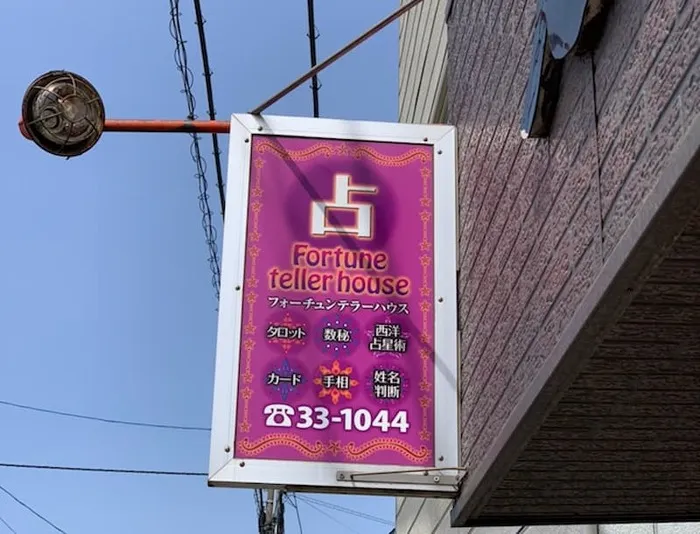 占
Fortune
teller house
フォーチュンテラーハウス
タロット
数秘
西洋
占星術
カード
手相
姓名
判断
☎33-1044